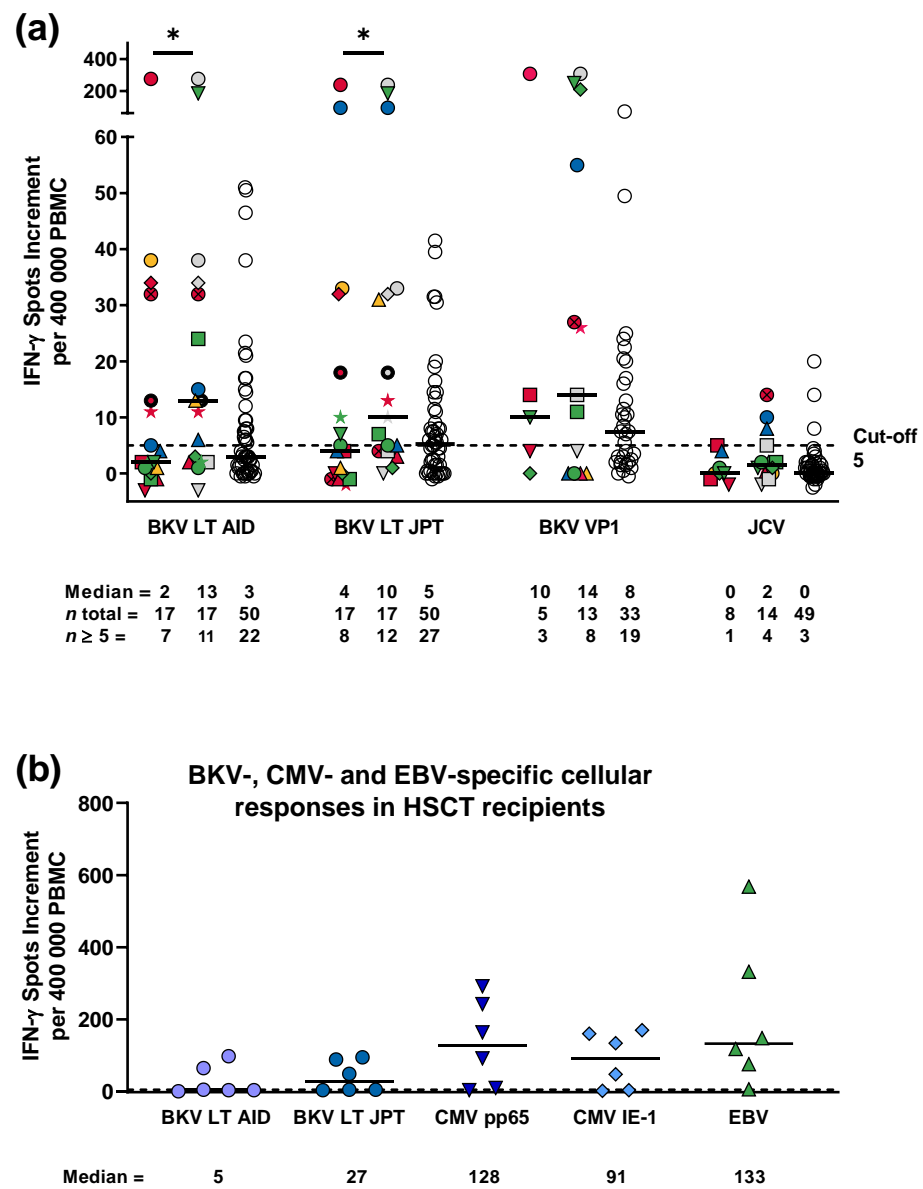 (a)
*
*
400
200
60
50
40
30
20
10
0
IFN-γ Spots Increment
per 400 000 PBMC
Cut-off
5
BKV LT AID BKV LT JPT BKV VP1 JCV
Median = 2 13 3 4 10 5 10 14 8 0 2 0
n total = 17 17 50 17 17 50 5 13 33 8 14 49
n ≥ 5 = 7 11 22 8 12 27 3 8 19 1 4 3
(b)
BKV-, CMV- and EBV-specific cellular
responses in HSCT recipients
800
600
400
200
0
IFN-γ Spots Increment
per 400 000 PBMC
BKV LT AID BKV LT JPT CMV pp65 CMV IE-1 EBV
Median = 5 27 128 91 133